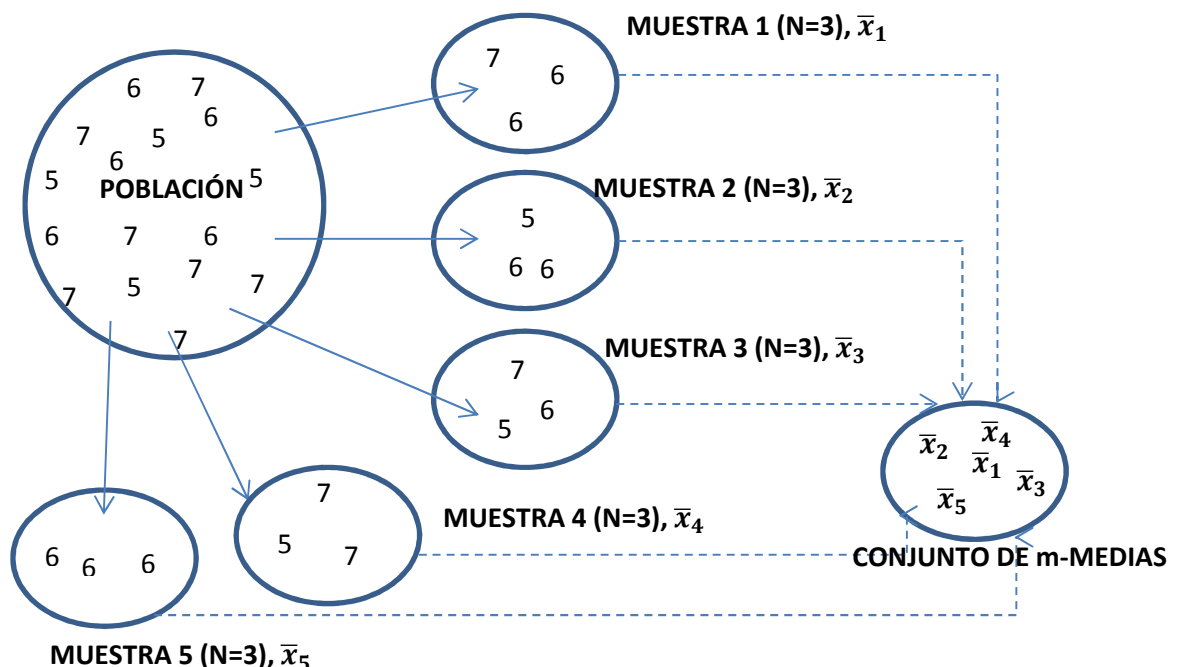 MUESTRA 1 (N=3), x̅₁
7
6
6
6
7
7
5
6
6
5
POBLACIÓN
5
6
7
6
7
7
5
7
7
MUESTRA 2 (N=3), x̅₂
5
6 6
MUESTRA 3 (N=3), x̅₃
7
6
5
MUESTRA 4 (N=3), x̅₄
7
5
7
6 6 6
MUESTRA 5 (N=3), x̅₅
x̅₂ x̅₄
x̅₁
x̅₃
x̅₅
CONJUNTO DE m-MEDIAS